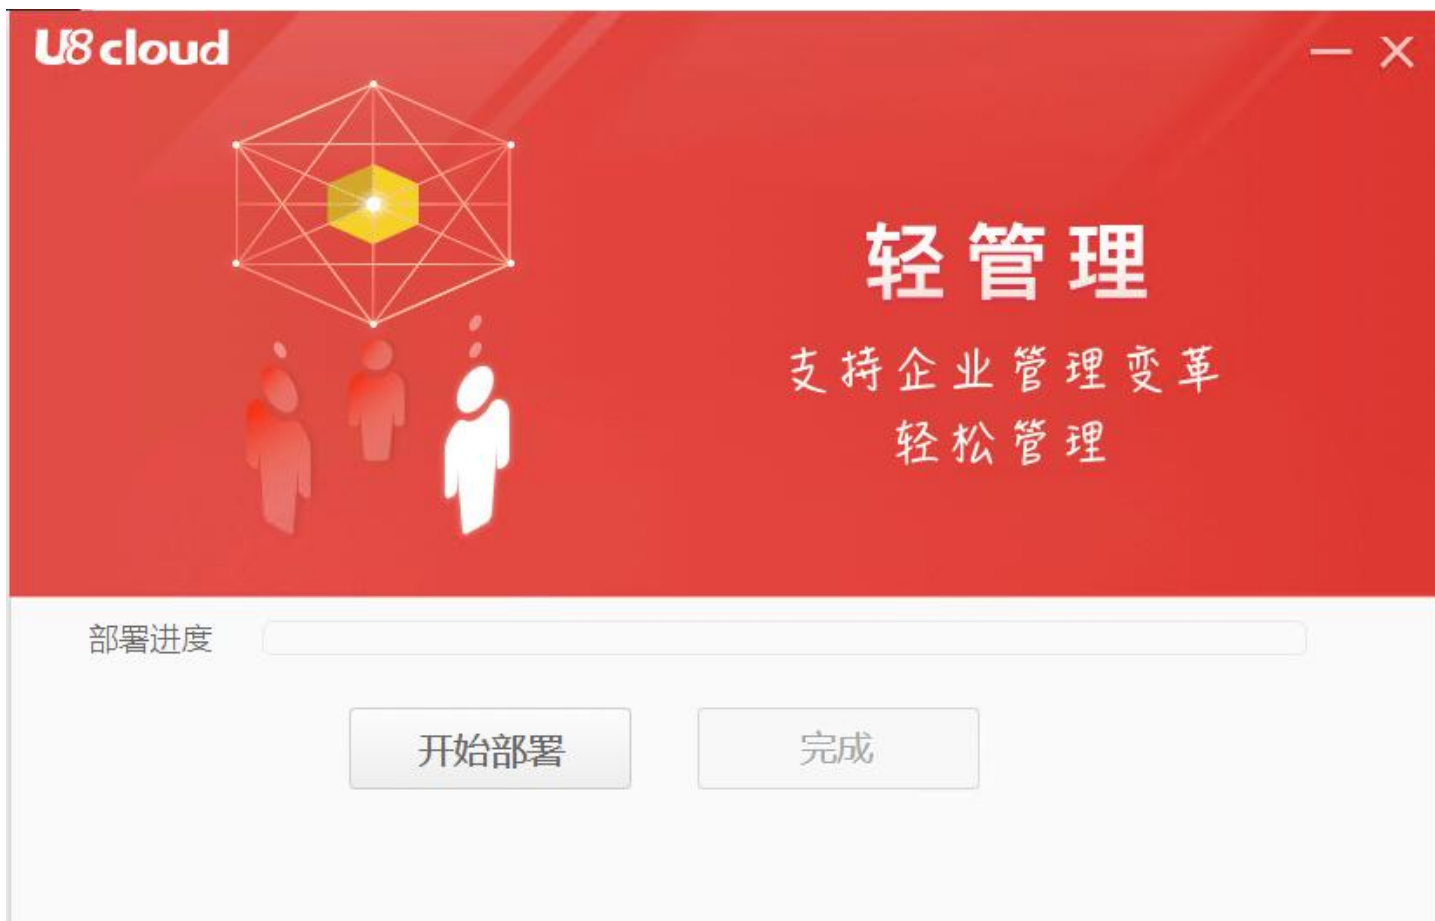 U8 cloud
轻管理
支持企业管理变革
轻松管理
部署进度
开始部署
完成